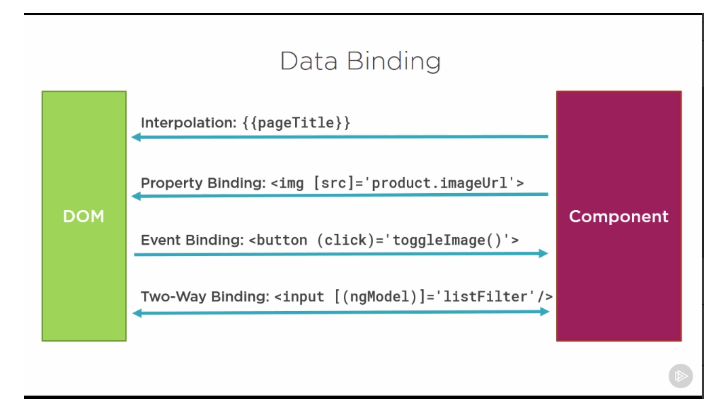 Data Binding
Interpolation: {{pageTitle}}
Property Binding: <img [src]='product.imageUrl'>
DOM
Component
Event Binding: <button (click)='toggleImage()'>
Two-Way Binding: <input [(ngModel)]='listFilter'/>